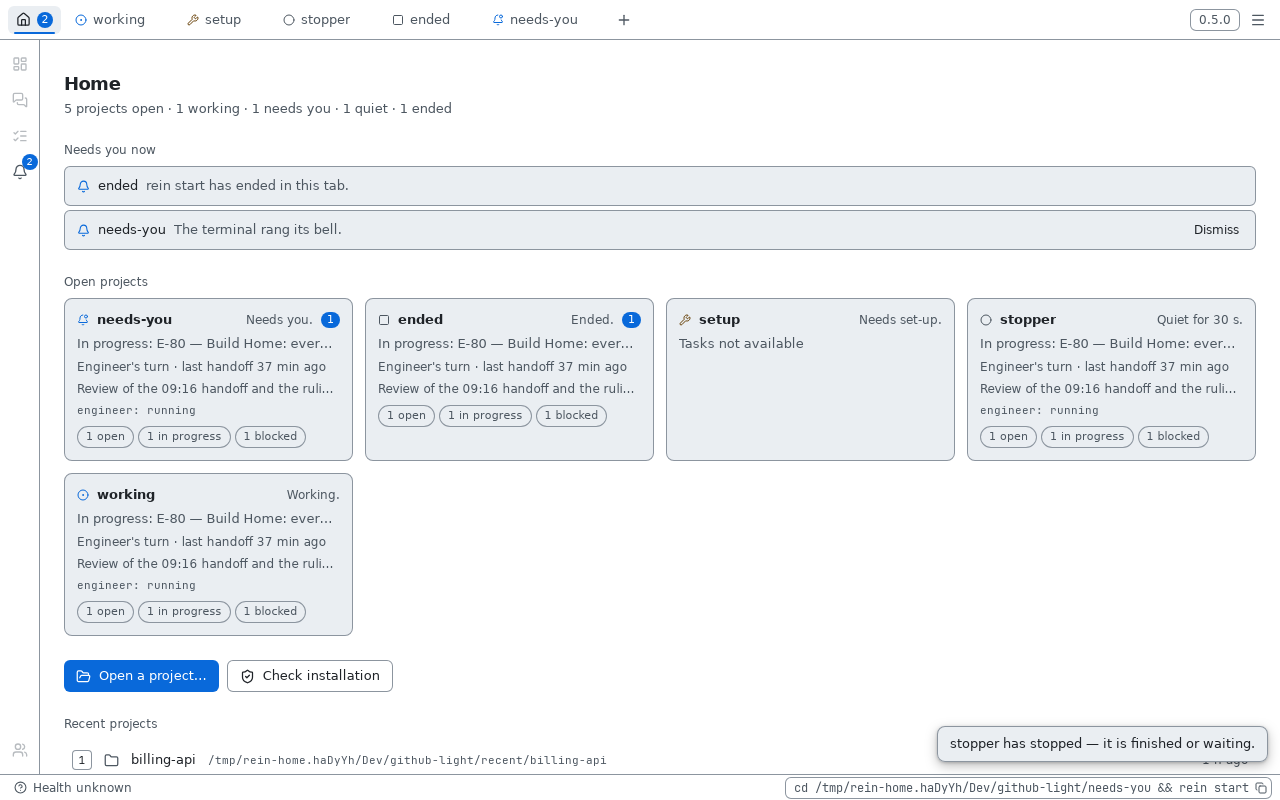 2 working setup stopper ended needs-you 0.5.0
Home
5 projects open · 1 working · 1 needs you · 1 quiet · 1 ended
2
Needs you now
ended rein start has ended in this tab.
needs-you The terminal rang its bell. Dismiss
Open projects
needs-you Needs you. 1
In progress: E-80 — Build Home: ever…
Engineer's turn · last handoff 37 min ago
Review of the 09:16 handoff and the ruli…
engineer: running
1 open 1 in progress 1 blocked
ended Ended. 1
In progress: E-80 — Build Home: ever…
Engineer's turn · last handoff 37 min ago
Review of the 09:16 handoff and the ruli…
1 open 1 in progress 1 blocked
setup Needs set-up.
Tasks not available
stopper Quiet for 30 s.
In progress: E-80 — Build Home: ever…
Engineer's turn · last handoff 37 min ago
Review of the 09:16 handoff and the ruli…
engineer: running
1 open 1 in progress 1 blocked
working Working.
In progress: E-80 — Build Home: ever…
Engineer's turn · last handoff 37 min ago
Review of the 09:16 handoff and the ruli…
engineer: running
1 open 1 in progress 1 blocked
Open a project… Check installation
Recent projects
1 billing-api /tmp/rein-home.haDyYh/Dev/github-light/recent/billing-api
stopper has stopped — it is finished or waiting.
Health unknown cd /tmp/rein-home.haDyYh/Dev/github-light/needs-you && rein start